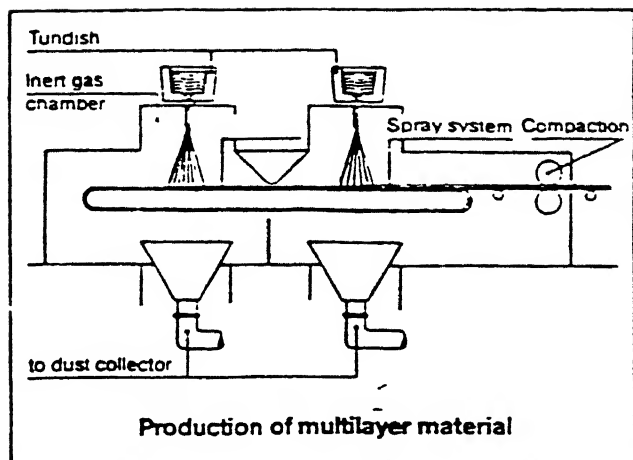 Tundish
Inert gas
chamber
Spray system Compaction
to dust collector
Production of multilayer material